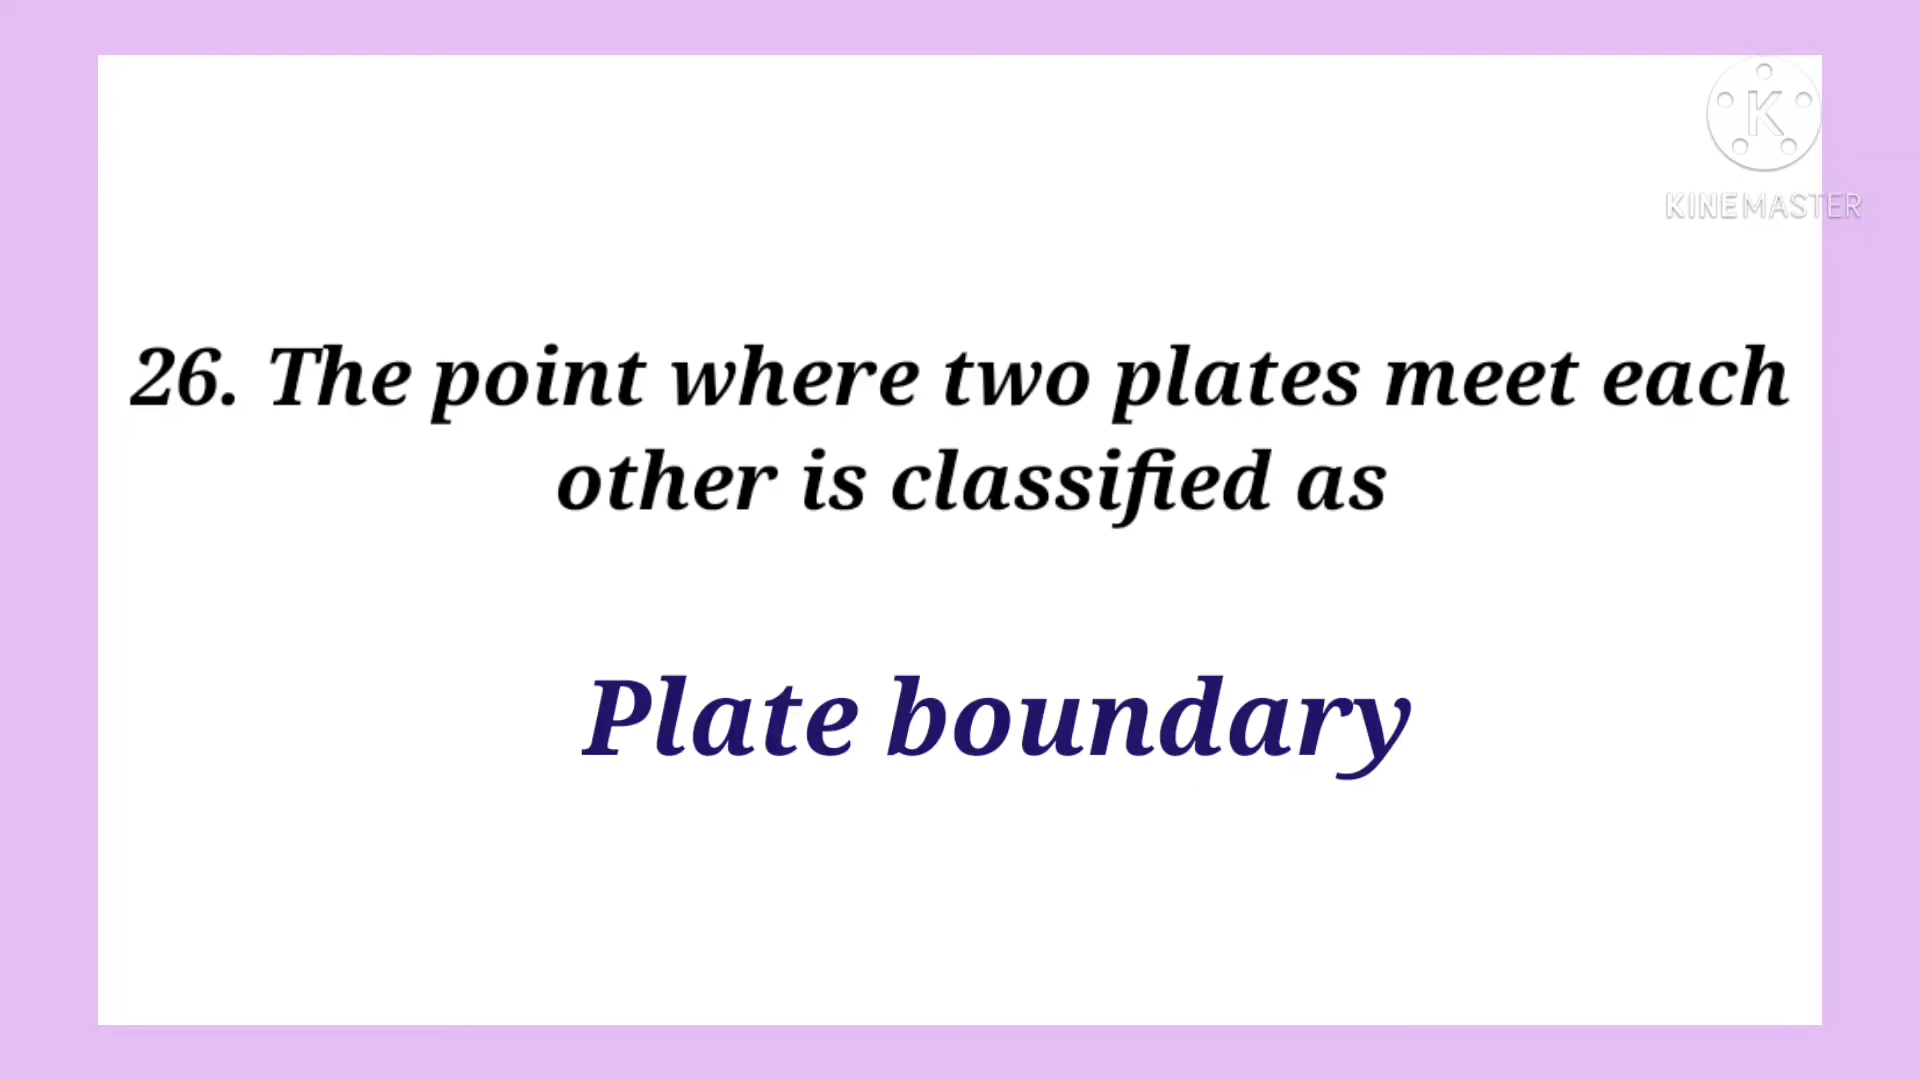 K
KINEMASTER
26. The point where two plates meet each
other is classified as
Plate boundary